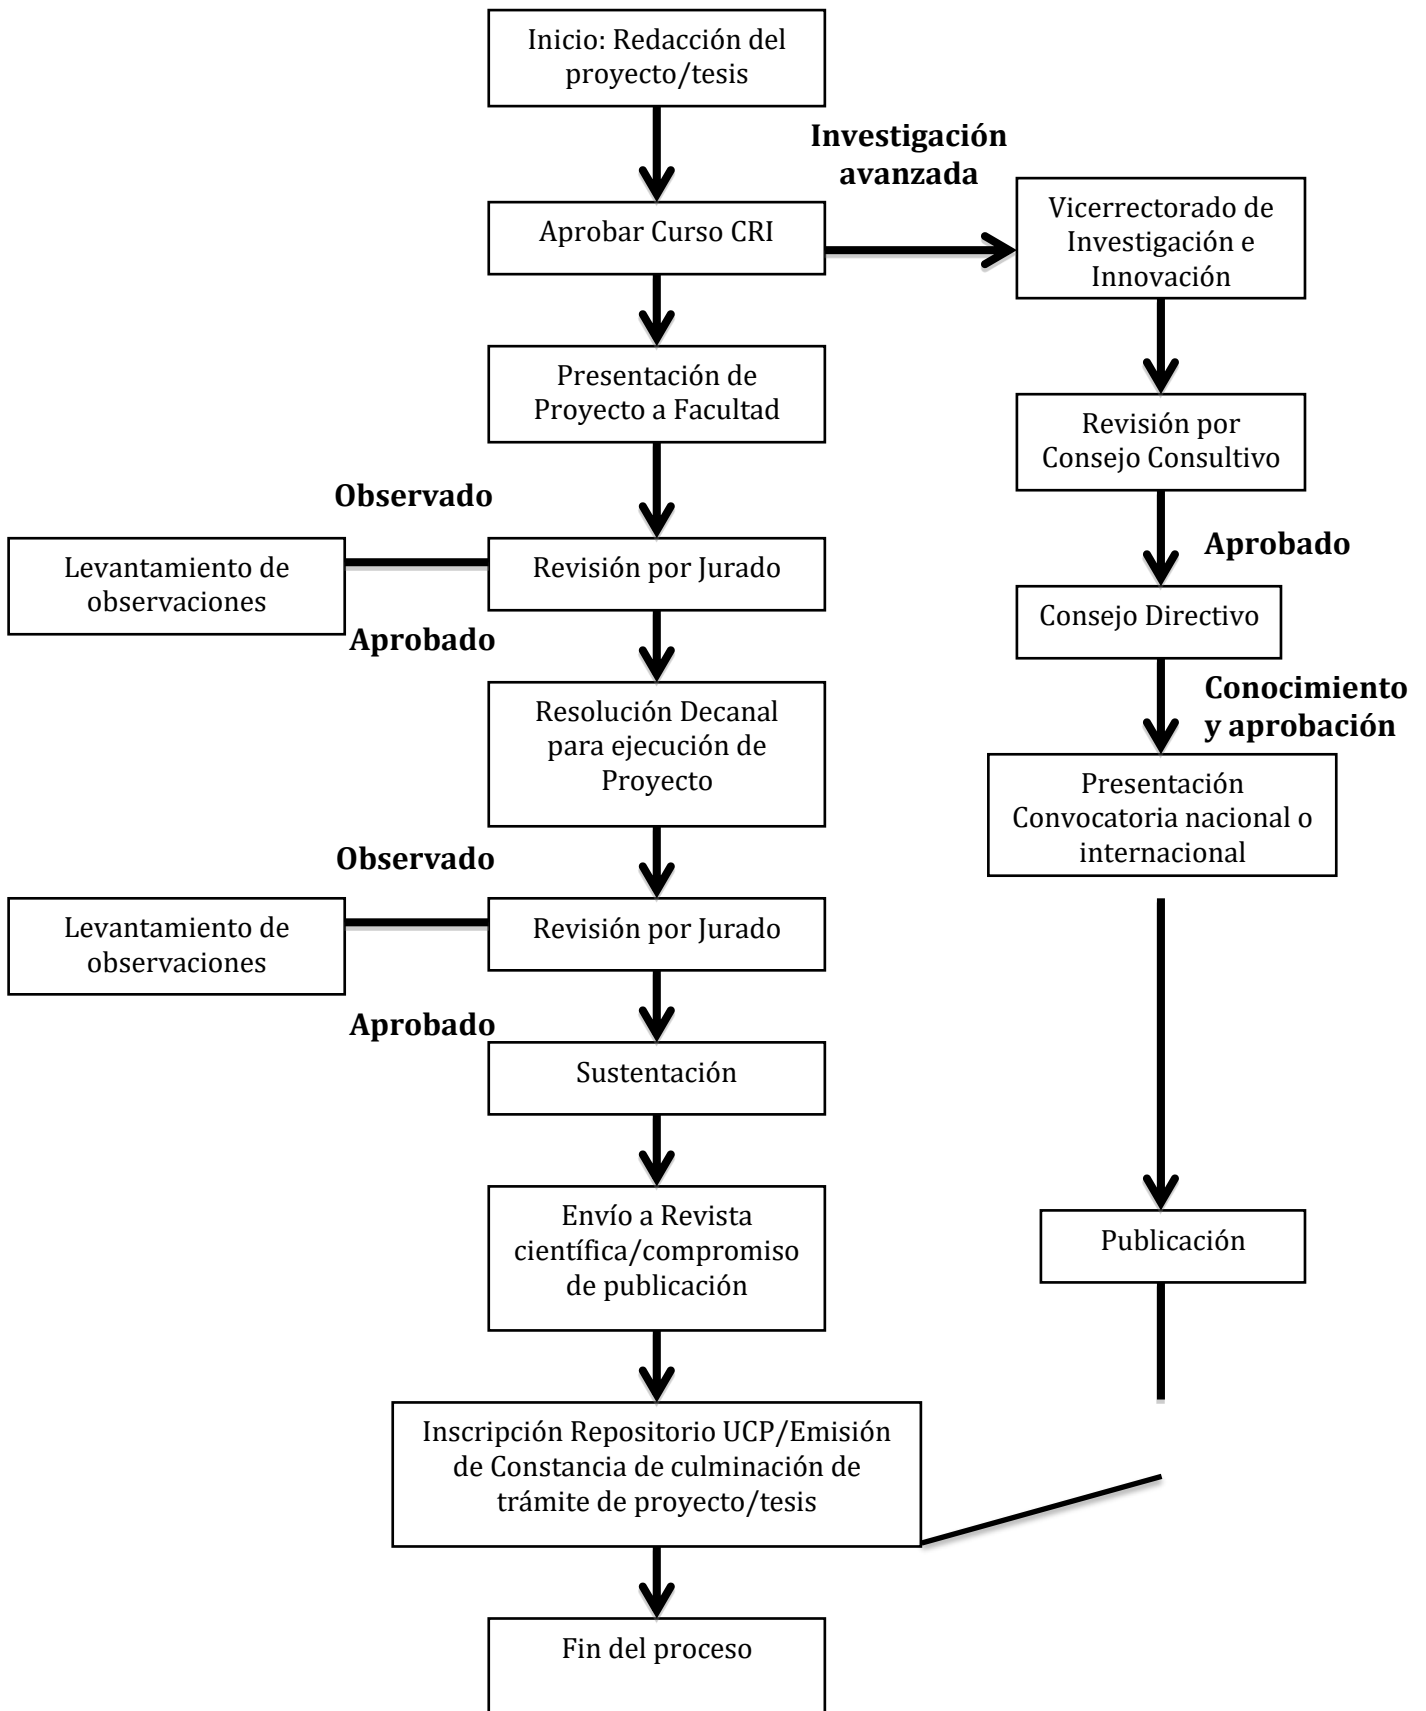 Inicio: Redacción del
proyecto/tesis
Investigación
avanzada
Aprobar Curso CRI
Vicerrectorado de
Investigación e
Innovación
Presentación de
Proyecto a Facultad
Revisión por
Consejo Consultivo
Observado
Levantamiento de
observaciones
Revisión por Jurado
Aprobado
Aprobado
Consejo Directivo
Conocimiento
y aprobación
Resolución Decanal
para ejecución de
Proyecto
Presentación
Convocatoria nacional o
internacional
Observado
Levantamiento de
observaciones
Revisión por Jurado
Aprobado
Sustentación
Envío a Revista
científica/compromiso
de publicación
Publicación
Inscripción Repositorio UCP/Emisión
de Constancia de culminación de
trámite de proyecto/tesis
Fin del proceso